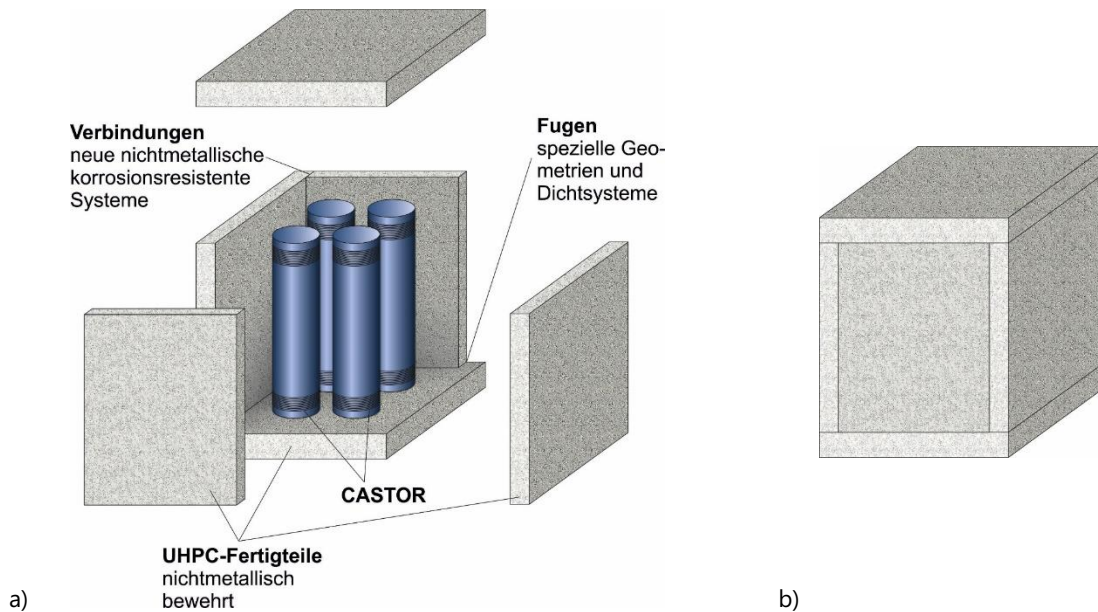 Verbindungen
neue nichtmetallische
korrosionsresistente
Systeme
Fugen
spezielle Geo-
metrien und
Dichtsysteme
CASTOR
UHPC-Fertigteile
nichtmetallisch
bewehrt
a)
b)